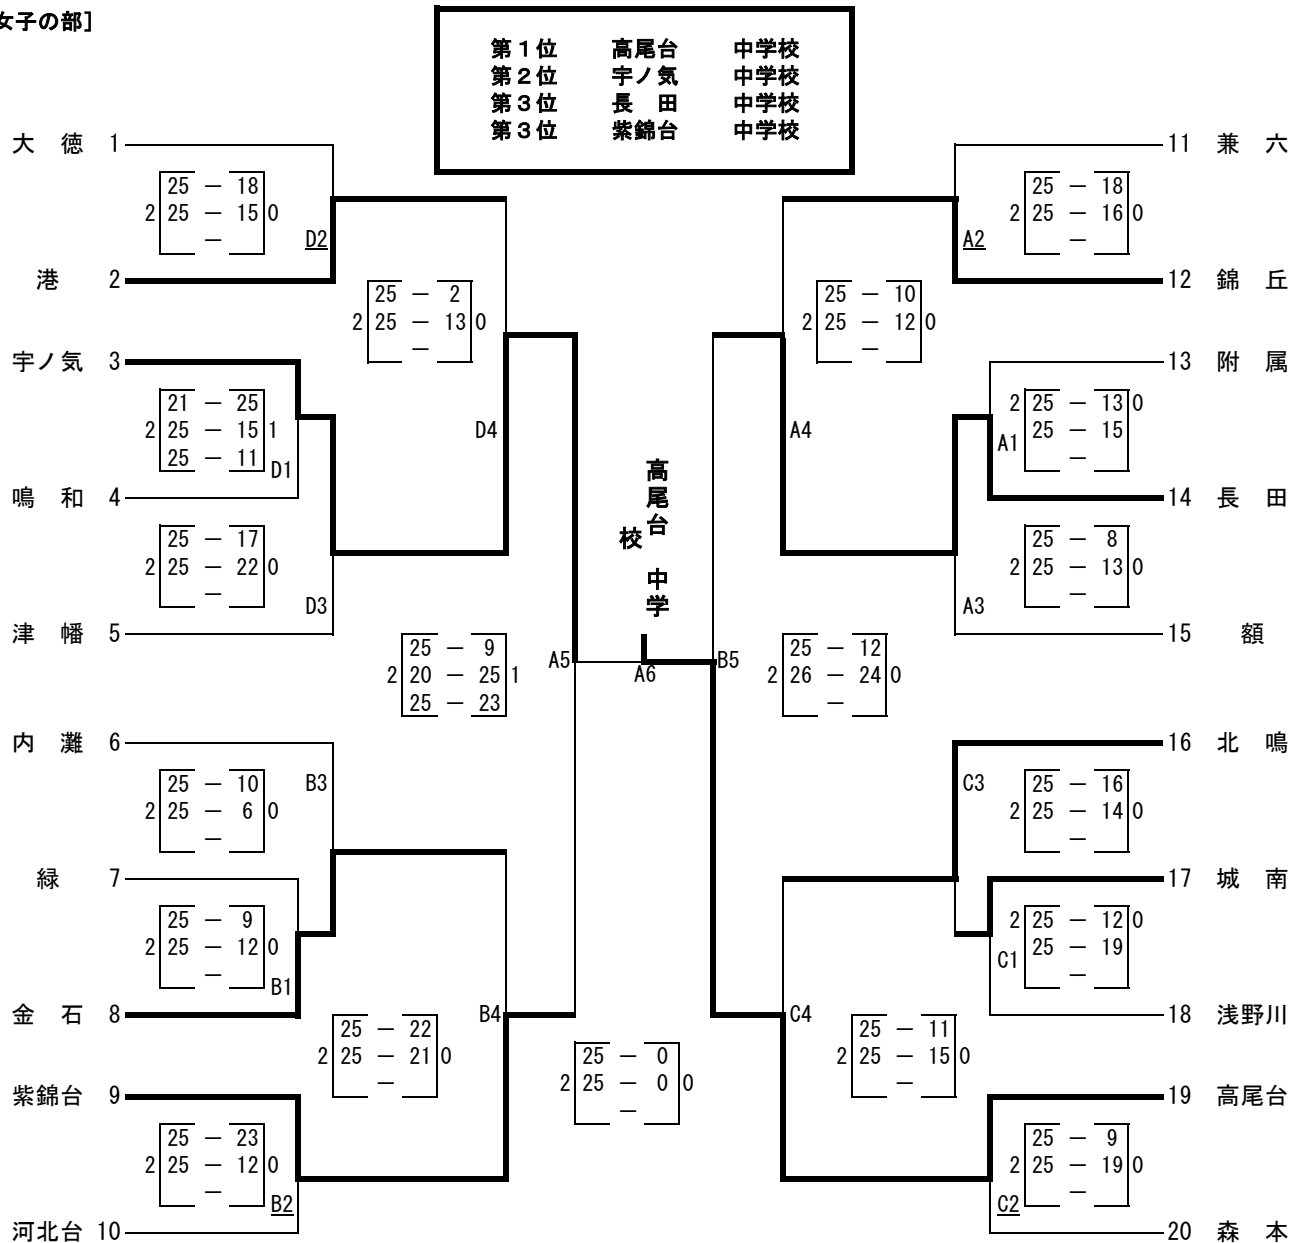 女子の部]
第1位 高尾台 中学校
第2位 宇ノ気 中学校
第3位 長 田 中学校
第3位 紫錦台 中学校
大 徳 1
25 － 18
2 25 － 15 0
－
D2
港 2
25 － 2
2 25 － 13 0
－
宇ノ気 3
21 － 25
2 25 － 15 1
25 － 11
D1
D4
鳴 和 4
25 － 17
2 25 － 22 0
－
D3
津 幡 5
25 － 9
2 20 － 25 1
25 － 23
A5
内 灘 6
25 － 10
2 25 － 6 0
－
B3
緑 7
25 － 9
2 25 － 12 0
－
B1
金 石 8
B4
25 － 22
2 25 － 21 0
－
紫錦台 9
25 － 23
2 25 － 12 0
－
B2
河北台 10
高尾台 中学校
A6
25 － 0
2 25 － 0 0
－
11 兼 六
25 － 18
2 25 － 16 0
－
A2
12 錦 丘
25 － 10
2 25 － 12 0
－
13 附 属
2 25 － 13 0
25 － 15
－
A1
A4
14 長 田
25 － 8
2 25 － 13 0
－
A3
15 額
B5
25 － 12
2 26 － 24 0
－
16 北 鳴
C3
25 － 16
2 25 － 14 0
－
17 城 南
2 25 － 12 0
25 － 19
－
C1
18 浅野川
C4
25 － 11
2 25 － 15 0
－
19 高尾台
25 － 9
2 25 － 19 0
－
C2
20 森 本